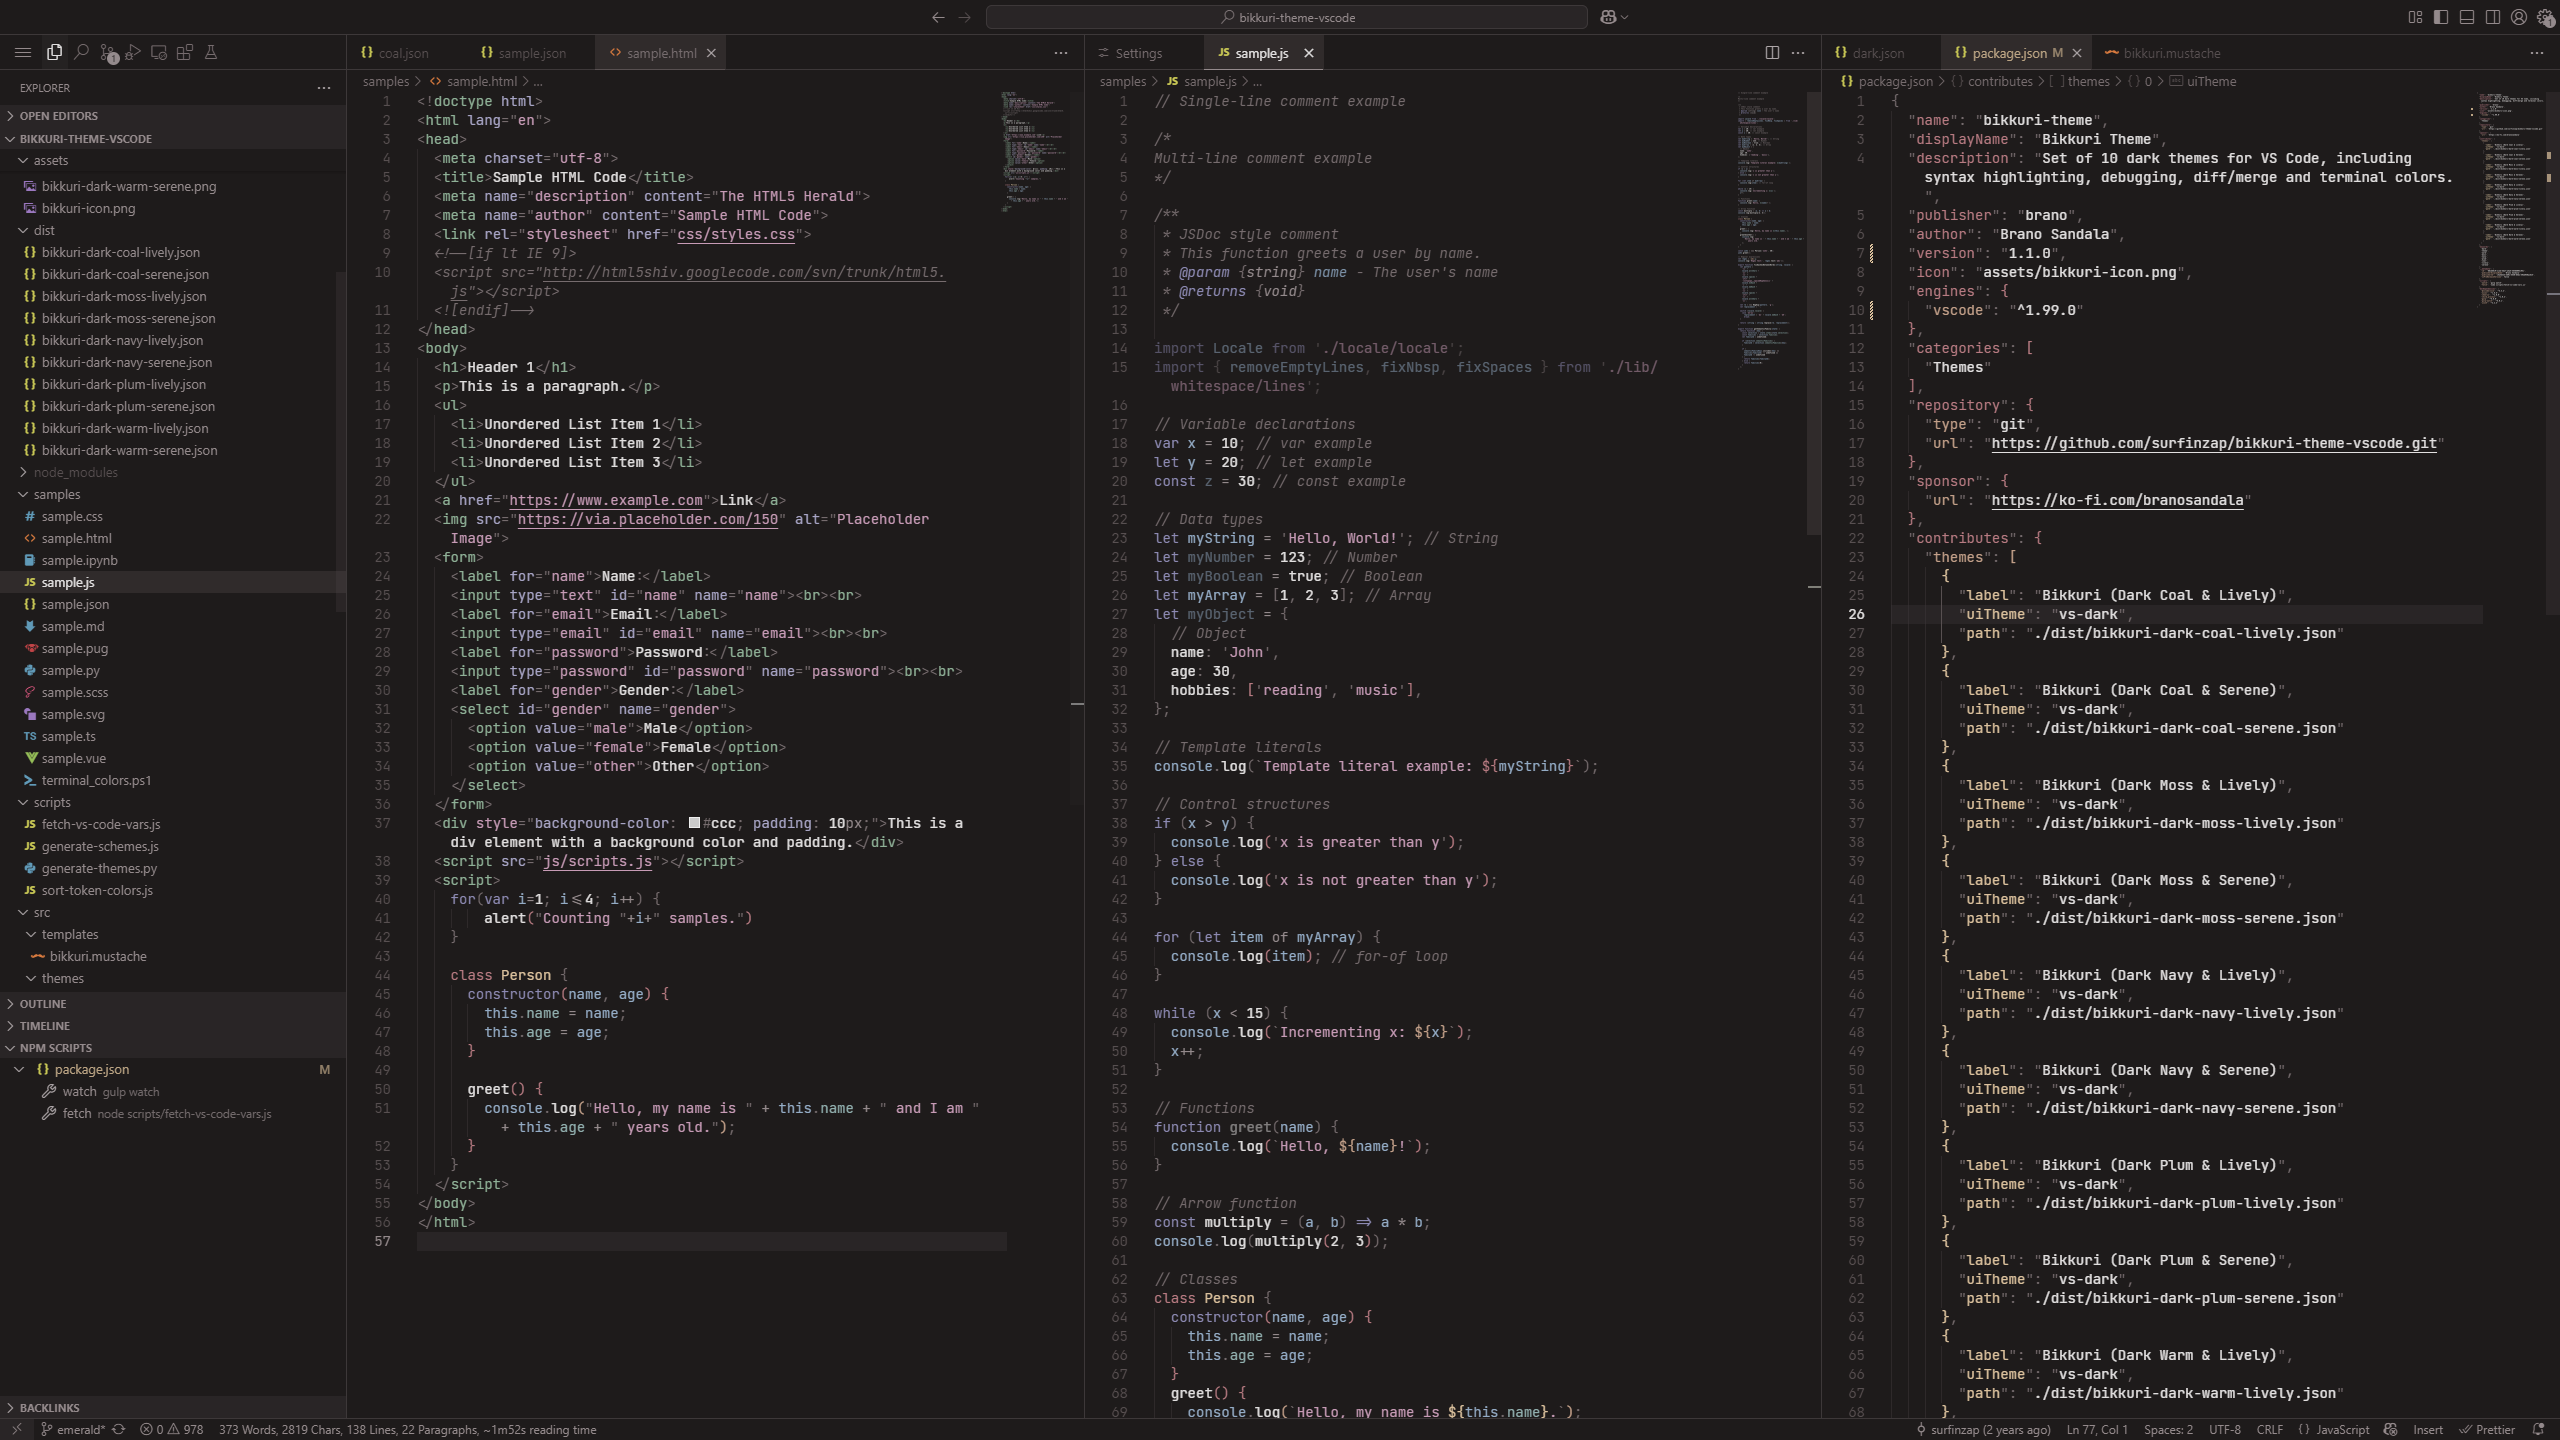 bikkuri-theme-vscode
EXPLORER
OPEN EDITORS
BIKKURI-THEME-VSCODE
assets
bikkuri-dark-warm-serene.png
bikkuri-icon.png
dist
bikkuri-dark-coal-lively.json
bikkuri-dark-coal-serene.json
bikkuri-dark-moss-lively.json
bikkuri-dark-moss-serene.json
bikkuri-dark-navy-lively.json
bikkuri-dark-navy-serene.json
bikkuri-dark-plum-lively.json
bikkuri-dark-plum-serene.json
bikkuri-dark-warm-lively.json
bikkuri-dark-warm-serene.json
node_modules
samples
sample.css
sample.html
sample.ipynb
sample.js
sample.json
sample.md
sample.pug
sample.py
sample.scss
sample.svg
sample.ts
sample.vue
terminal_colors.ps1
scripts
fetch-vs-code-vars.js
generate-schemes.js
generate-themes.py
sort-token-colors.js
src
templates
bikkuri.mustache
themes
OUTLINE
TIMELINE
NPM SCRIPTS
package.json M
watch gulp watch
fetch node scripts/fetch-vs-code-vars.js
BACKLINKS
coal.json sample.json sample.html
samples > sample.html > ...
1 <!doctype html>
2 <html lang="en">
3 <head>
4 <meta charset="utf-8">
5 <title>Sample HTML Code</title>
6 <meta name="description" content="The HTML5 Herald">
7 <meta name="author" content="Sample HTML Code">
8 <link rel="stylesheet" href="css/styles.css">
9 <!--[if lt IE 9]>
10 <script src="http://html5shiv.googlecode.com/svn/trunk/html5.
js"></script>
11 <![endif]-->
12 </head>
13 <body>
14 <h1>Header 1</h1>
15 <p>This is a paragraph.</p>
16 <ul>
17 <li>Unordered List Item 1</li>
18 <li>Unordered List Item 2</li>
19 <li>Unordered List Item 3</li>
20 </ul>
21 <a href="https://www.example.com">Link</a>
22 <img src="https://via.placeholder.com/150" alt="Placeholder
Image">
23 <form>
24 <label for="name">Name:</label>
25 <input type="text" id="name" name="name"><br><br>
26 <label for="email">Email:</label>
27 <input type="email" id="email" name="email"><br><br>
28 <label for="password">Password:</label>
29 <input type="password" id="password" name="password"><br><br>
30 <label for="gender">Gender:</label>
31 <select id="gender" name="gender">
32 <option value="male">Male</option>
33 <option value="female">Female</option>
34 <option value="other">Other</option>
35 </select>
36 </form>
37 <div style="background-color: #ccc; padding: 10px;">This is a
div element with a background color and padding.</div>
38 <script src="js/scripts.js"></script>
39 <script>
40 for(var i=1; i<=4; i++) {
41 alert("Counting "+i+" samples.")
42 }
43
44 class Person {
45 constructor(name, age) {
46 this.name = name;
47 this.age = age;
48 }
49
50 greet() {
51 console.log("Hello, my name is " + this.name + " and I am "
+ this.age + " years old.");
52 }
53 }
54 </script>
55 </body>
56 </html>
57
Settings sample.js
samples > sample.js > ...
1 // Single-line comment example
2
3 /*
4 Multi-line comment example
5 */
6
7 /**
8 * JSDoc style comment
9 * This function greets a user by name.
10 * @param {string} name - The user's name
11 * @returns {void}
12 */
13
14 import Locale from './locale/locale';
15 import { removeEmptyLines, fixNbsp, fixSpaces } from './lib/
whitespace/lines';
16
17 // Variable declarations
18 var x = 10; // var example
19 let y = 20; // let example
20 const z = 30; // const example
21
22 // Data types
23 let myString = 'Hello, World!'; // String
24 let myNumber = 123; // Number
25 let myBoolean = true; // Boolean
26 let myArray = [1, 2, 3]; // Array
27 let myObject = {
28 // Object
29 name: 'John',
30 age: 30,
31 hobbies: ['reading', 'music'],
32 };
33
34 // Template literals
35 console.log(`Template literal example: ${myString}`);
36
37 // Control structures
38 if (x > y) {
39 console.log('x is greater than y');
40 } else {
41 console.log('x is not greater than y');
42 }
43
44 for (let item of myArray) {
45 console.log(item); // for-of loop
46 }
47
48 while (x < 15) {
49 console.log(`Incrementing x: ${x}`);
50 x++;
51 }
52
53 // Functions
54 function greet(name) {
55 console.log(`Hello, ${name}!`);
56 }
57
58 // Arrow function
59 const multiply = (a, b) => a * b;
60 console.log(multiply(2, 3));
61
62 // Classes
63 class Person {
64 constructor(name, age) {
65 this.name = name;
66 this.age = age;
67 }
68 greet() {
69 console.log(`Hello, my name is ${this.name}.`);
dark.json package.json M bikkuri.mustache
package.json > { } contributes > [ ] themes > { } 0 > uiTheme
1 {
2 "name": "bikkuri-theme",
3 "displayName": "Bikkuri Theme",
4 "description": "Set of 10 dark themes for VS Code, including
syntax highlighting, debugging, diff/merge and terminal colors.
",
5 "publisher": "brano",
6 "author": "Brano Sandala",
7 "version": "1.1.0",
8 "icon": "assets/bikkuri-icon.png",
9 "engines": {
10 "vscode": "^1.99.0"
11 },
12 "categories": [
13 "Themes"
14 ],
15 "repository": {
16 "type": "git",
17 "url": "https://github.com/surfinzap/bikkuri-theme-vscode.git"
18 },
19 "sponsor": {
20 "url": "https://ko-fi.com/branosandala"
21 },
22 "contributes": {
23 "themes": [
24 {
25 "label": "Bikkuri (Dark Coal & Lively)",
26 "uiTheme": "vs-dark",
27 "path": "./dist/bikkuri-dark-coal-lively.json"
28 },
29 {
30 "label": "Bikkuri (Dark Coal & Serene)",
31 "uiTheme": "vs-dark",
32 "path": "./dist/bikkuri-dark-coal-serene.json"
33 },
34 {
35 "label": "Bikkuri (Dark Moss & Lively)",
36 "uiTheme": "vs-dark",
37 "path": "./dist/bikkuri-dark-moss-lively.json"
38 },
39 {
40 "label": "Bikkuri (Dark Moss & Serene)",
41 "uiTheme": "vs-dark",
42 "path": "./dist/bikkuri-dark-moss-serene.json"
43 },
44 {
45 "label": "Bikkuri (Dark Navy & Lively)",
46 "uiTheme": "vs-dark",
47 "path": "./dist/bikkuri-dark-navy-lively.json"
48 },
49 {
50 "label": "Bikkuri (Dark Navy & Serene)",
51 "uiTheme": "vs-dark",
52 "path": "./dist/bikkuri-dark-navy-serene.json"
53 },
54 {
55 "label": "Bikkuri (Dark Plum & Lively)",
56 "uiTheme": "vs-dark",
57 "path": "./dist/bikkuri-dark-plum-lively.json"
58 },
59 {
60 "label": "Bikkuri (Dark Plum & Serene)",
61 "uiTheme": "vs-dark",
62 "path": "./dist/bikkuri-dark-plum-serene.json"
63 },
64 {
65 "label": "Bikkuri (Dark Warm & Lively)",
66 "uiTheme": "vs-dark",
67 "path": "./dist/bikkuri-dark-warm-lively.json"
68 },
emerald* 0 978 373 Words, 2819 Chars, 138 Lines, 22 Paragraphs, ~1m52s reading time surfinzap (2 years ago) Ln 77, Col 1 Spaces: 2 UTF-8 CRLF { } JavaScript Insert Prettier